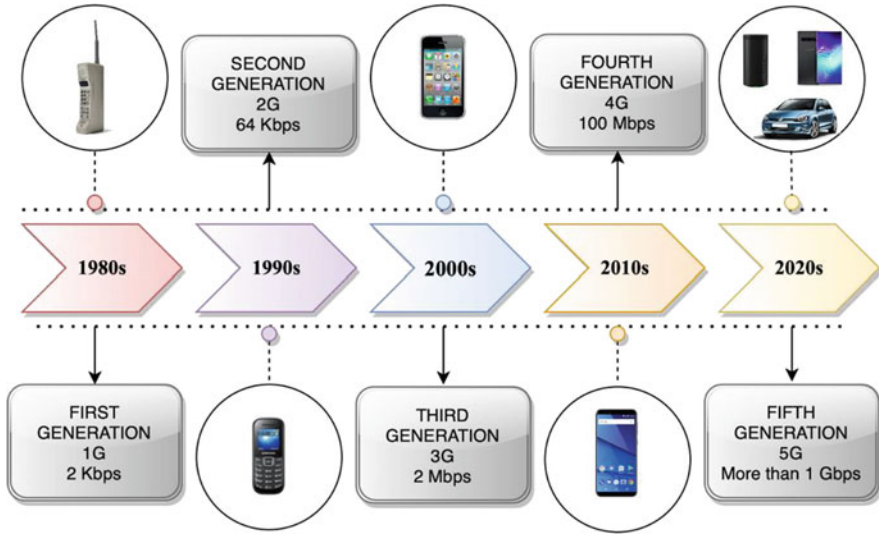 SECOND
GENERATION
2G
64 Kbps
FOURTH
GENERATION
4G
100 Mbps
1980s
1990s
2000s
2010s
2020s
FIRST
GENERATION
1G
2 Kbps
THIRD
GENERATION
3G
2 Mbps
FIFTH
GENERATION
5G
More than 1 Gbps